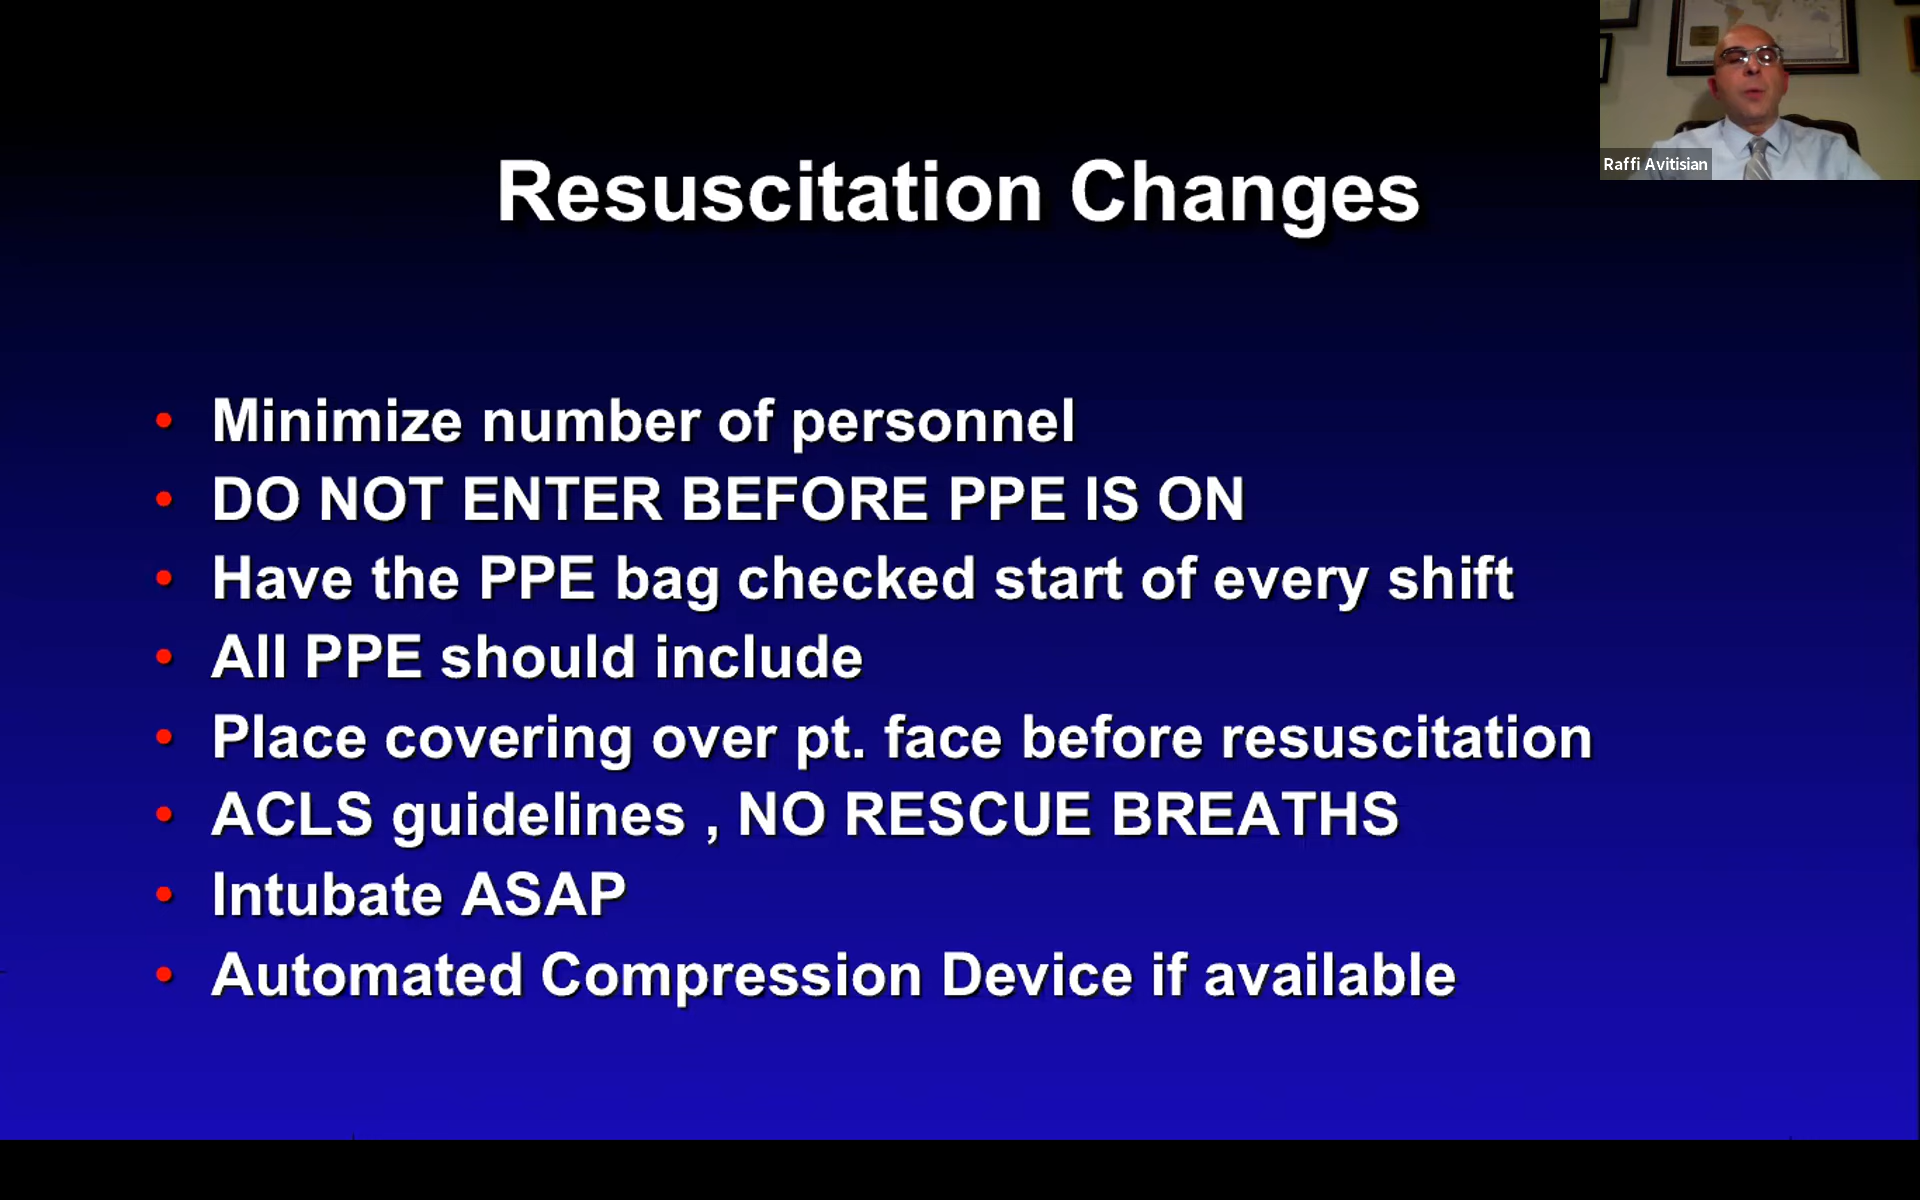 Raffi Avitisian
Resuscitation Changes
• Minimize number of personnel
• DO NOT ENTER BEFORE PPE IS ON
• Have the PPE bag checked start of every shift
• All PPE should include
• Place covering over pt. face before resuscitation
• ACLS guidelines , NO RESCUE BREATHS
• Intubate ASAP
• Automated Compression Device if available